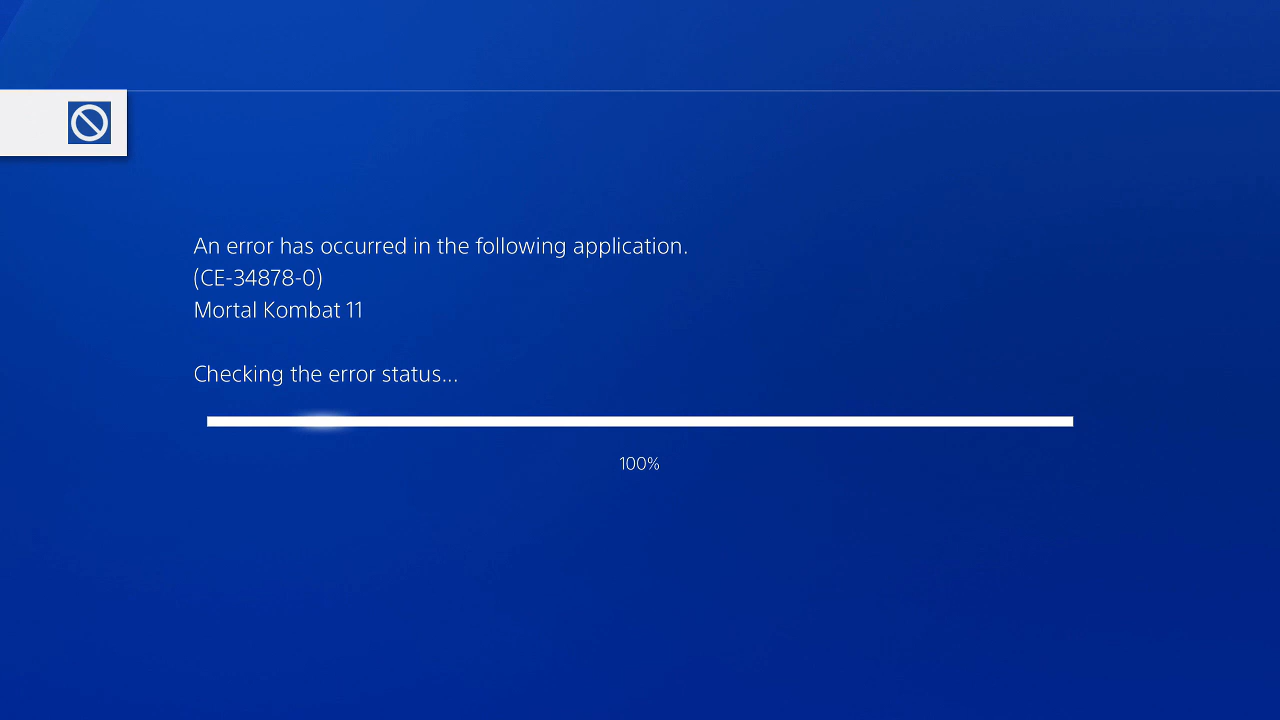 An error has occurred in the following application.
(CE-34878-0)
Mortal Kombat 11
Checking the error status...
100%